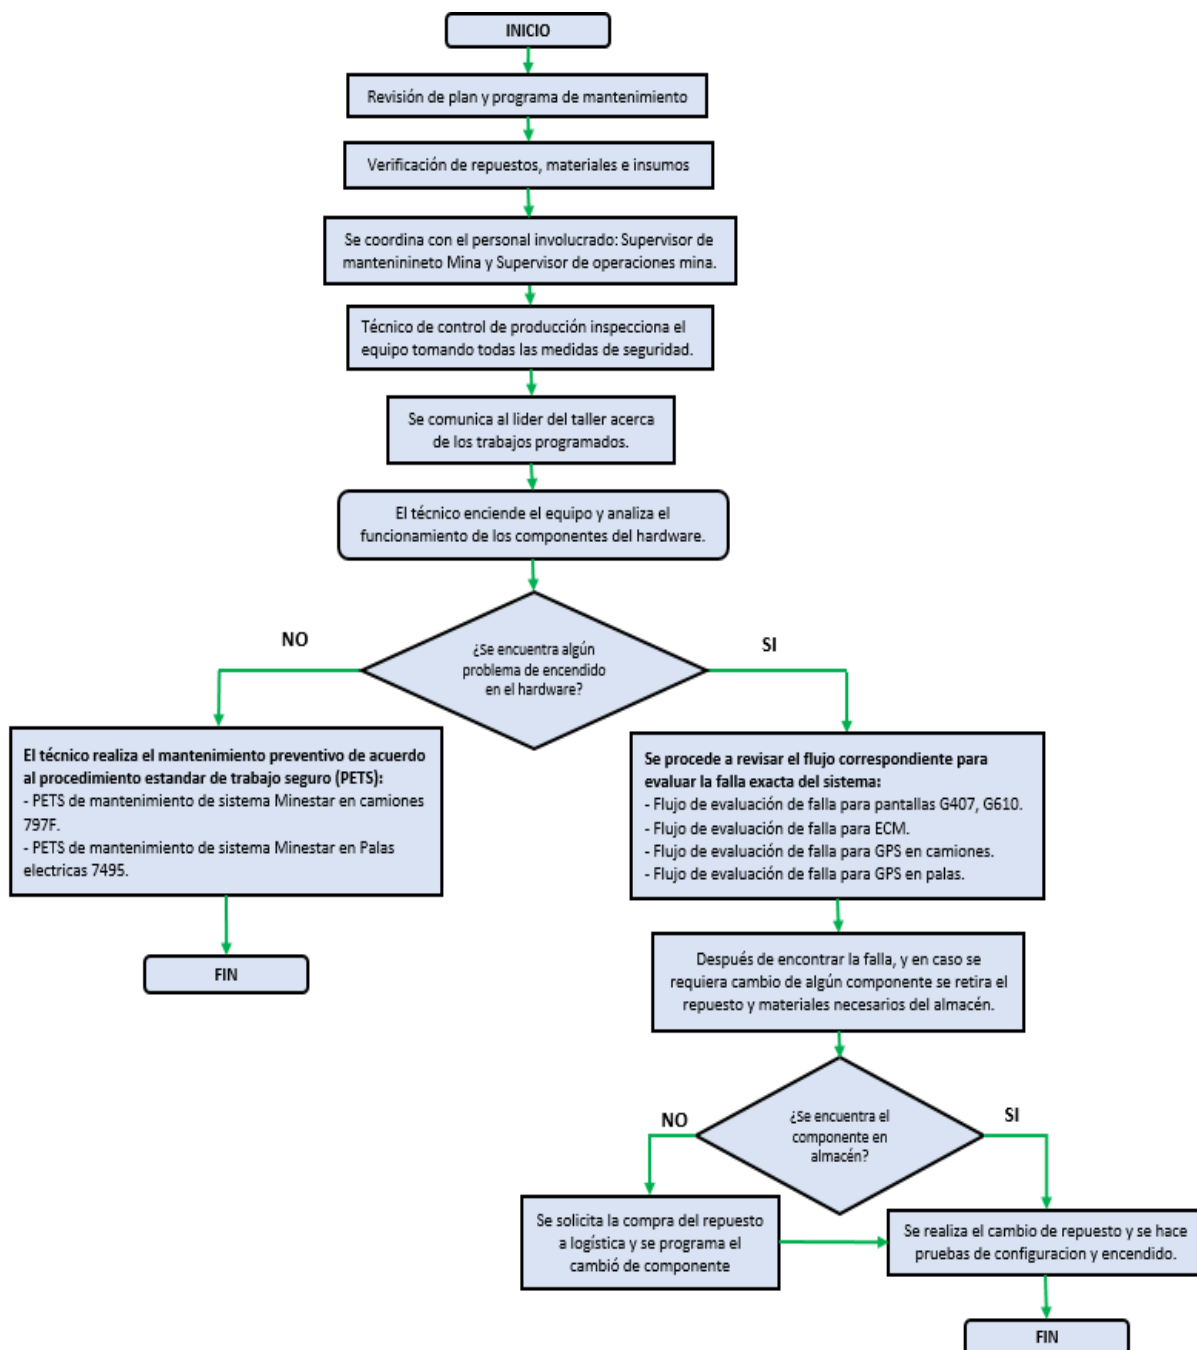 INICIO
Revisión de plan y programa de mantenimiento
Verificación de repuestos, materiales e insumos
Se coordina con el personal involucrado: Supervisor de
manteninineto Mina y Supervisor de operaciones mina.
Técnico de control de producción inspecciona el
equipo tomando todas las medidas de seguridad.
Se comunica al lider del taller acerca
de los trabajos programados.
El técnico enciende el equipo y analiza el
funcionamiento de los componentes del hardware.
¿Se encuentra algún
problema de encendido
en el hardware?
NO
SI
El técnico realiza el mantenimiento preventivo de acuerdo
al procedimiento estandar de trabajo seguro (PETS):
- PETS de mantenimiento de sistema Minestar en camiones
797F.
- PETS de mantenimiento de sistema Minestar en Palas
electricas 7495.
FIN
Se procede a revisar el flujo correspondiente para
evaluar la falla exacta del sistema:
- Flujo de evaluación de falla para pantallas G407, G610.
- Flujo de evaluación de falla para ECM.
- Flujo de evaluación de falla para GPS en camiones.
- Flujo de evaluación de falla para GPS en palas.
Después de encontrar la falla, y en caso se
requiera cambio de algún componente se retira el
repuesto y materiales necesarios del almacén.
¿Se encuentra el
componente en
almacén?
NO
SI
Se solicita la compra del repuesto
a logística y se programa el
cambió de componente
Se realiza el cambio de repuesto y se hace
pruebas de configuracion y encendido.
FIN